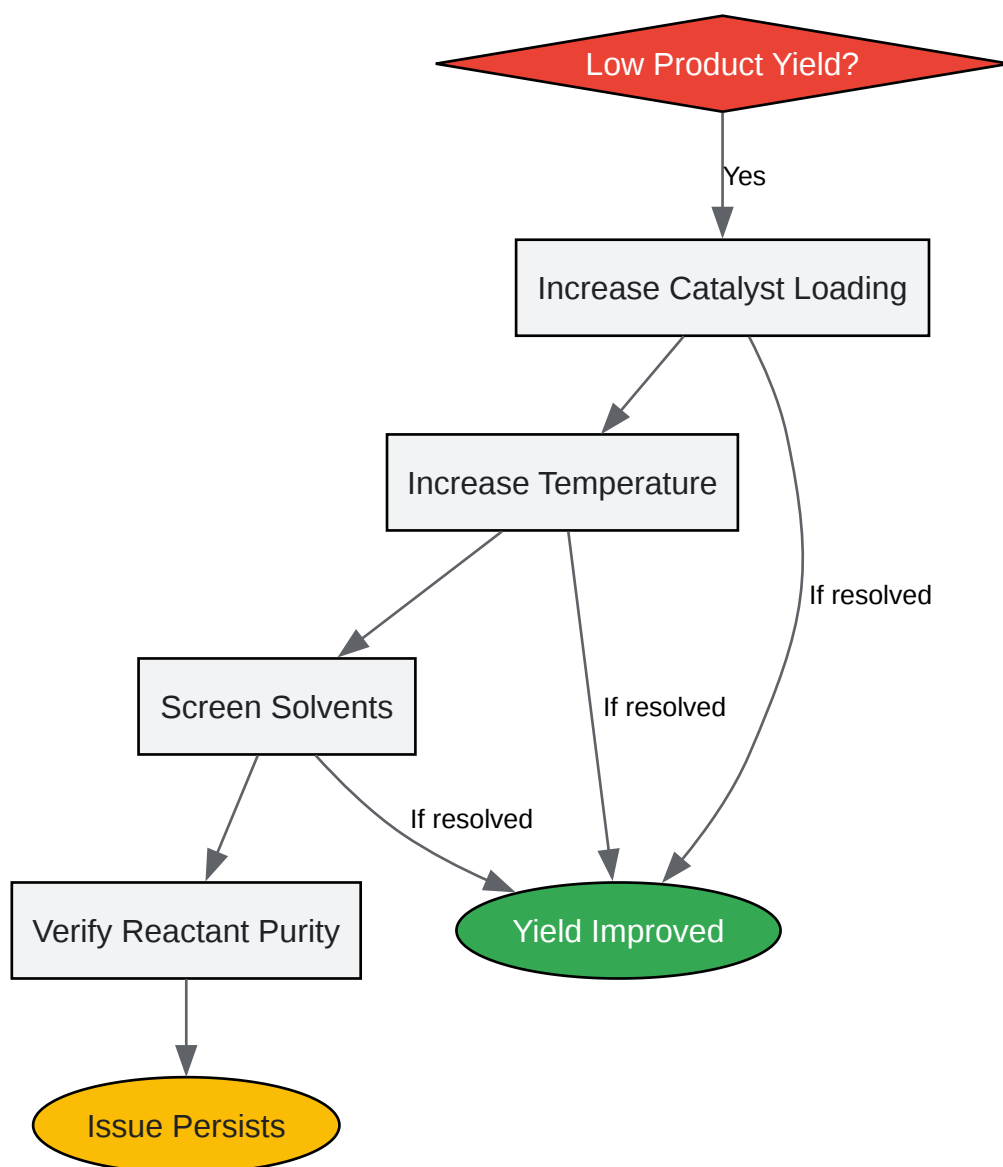 Low Product Yield?
Yes
Increase Catalyst Loading
Increase Temperature
If resolved
Screen Solvents
If resolved
If resolved
Verify Reactant Purity
Yield Improved
Issue Persists